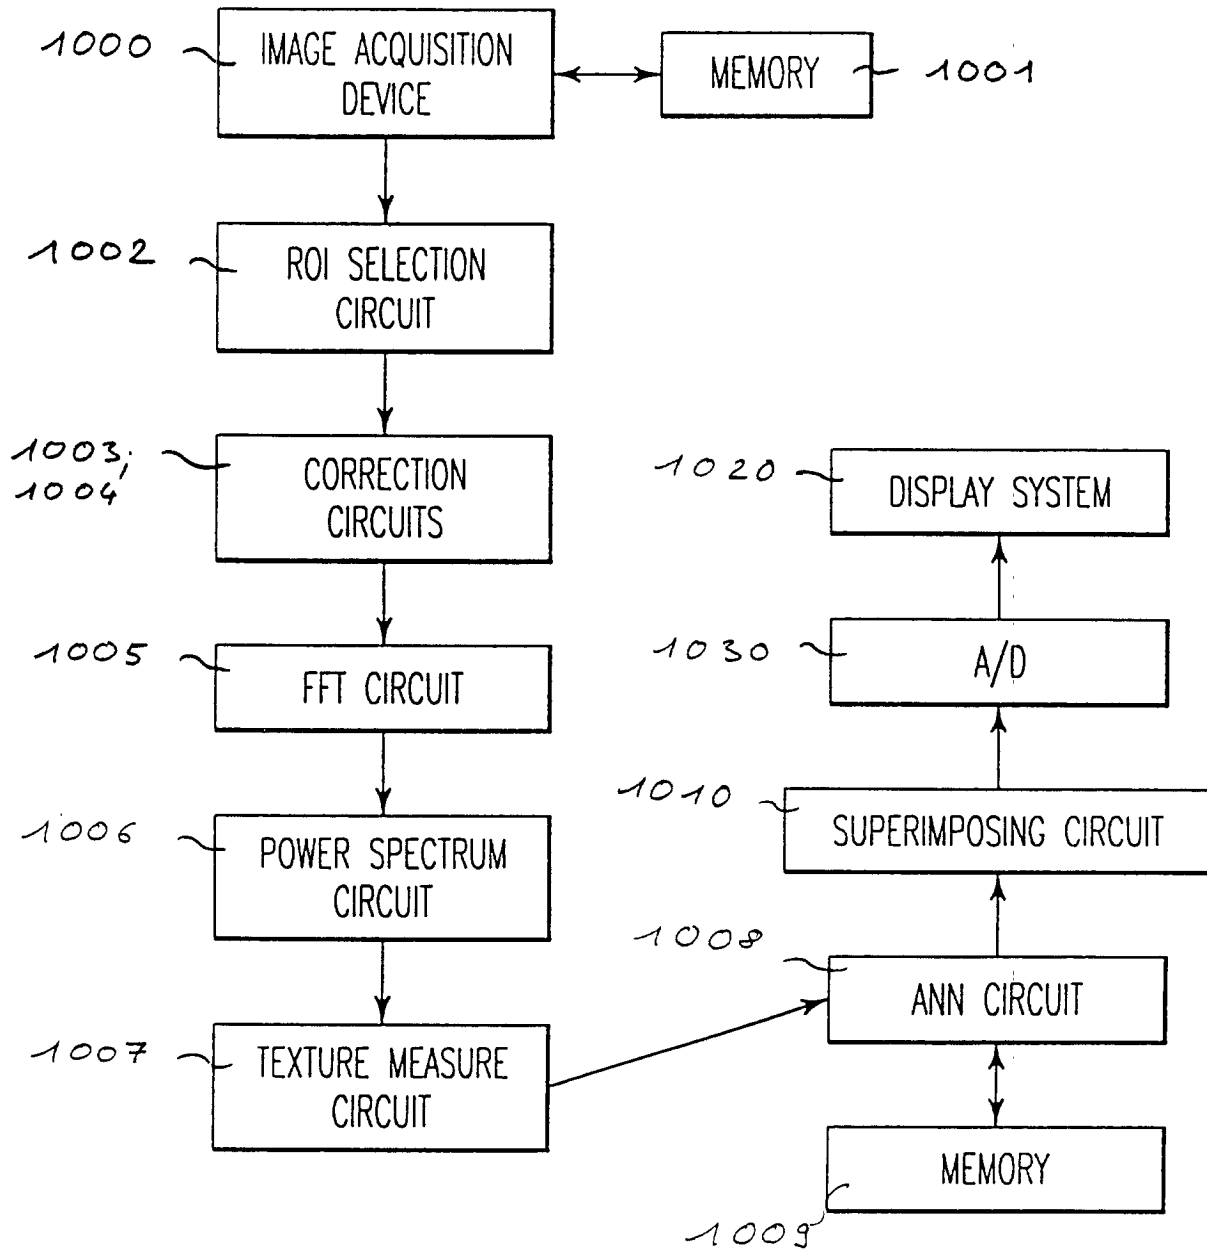 1000
IMAGE ACQUISITION
DEVICE
MEMORY
1001
1002
ROI SELECTION
CIRCUIT
1003;
1004
CORRECTION
CIRCUITS
1005
FFT CIRCUIT
1006
POWER SPECTRUM
CIRCUIT
1007
TEXTURE MEASURE
CIRCUIT
1020
DISPLAY SYSTEM
1030
A/D
1010
SUPERIMPOSING CIRCUIT
1008
ANN CIRCUIT
MEMORY
1009